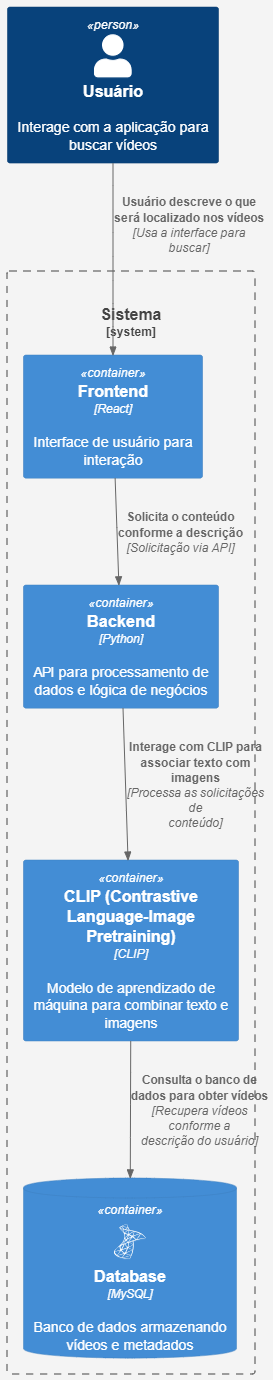 «person»
Usuário
Interage com a aplicação para
buscar vídeos
Usuário descreve o que
será localizado nos vídeos
[Usa a interface para
buscar]
Sistema
[system]
«container»
Frontend
[React]
Interface de usuário para
interação
Solicita o conteúdo
conforme a descrição
[Solicitação via API]
«container»
Backend
[Python]
API para processamento de
dados e lógica de negócios
Interage com CLIP para
associar texto com
imagens
[Processa as solicitações
de
conteúdo]
«container»
CLIP (Contrastive
Language-Image
Pretraining)
[CLIP]
Modelo de aprendizado de
máquina para combinar texto e
imagens
Consulta o banco de
dados para obter vídeos
[Recupera vídeos
conforme a
descrição do usuário]
«container»
Database
[MySQL]
Banco de dados armazenando
vídeos e metadados